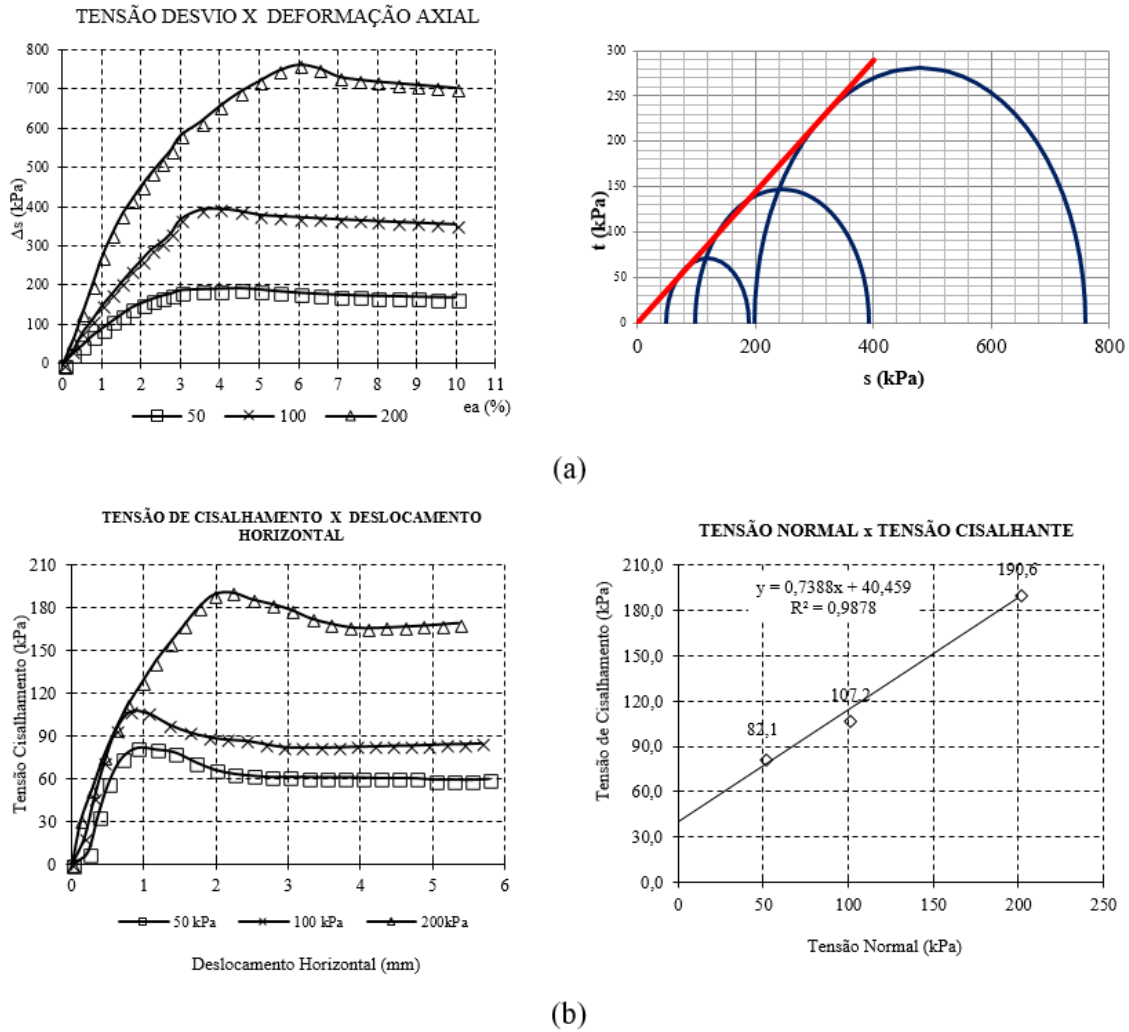 TENSÃO DESVIO X DEFORMAÇÃO AXIAL
800
700
600
500
400
300
200
100
0
Δs (kPa)
0 1 2 3 4 5 6 7 8 9 10 11
ea (%)
50 100 200
300
250
200
150
100
50
0
t (kPa)
0 200 400 600 800
s (kPa)
(a)
TENSÃO DE CISALHAMENTO X DESLOCAMENTO
HORIZONTAL
210
180
150
120
90
60
30
0
Tensão Cisalhamento (kPa)
0 1 2 3 4 5 6
50 kPa 100 kPa 200kPa
Deslocamento Horizontal (mm)
TENSÃO NORMAL x TENSÃO CISALHANTE
210,0
180,0
150,0
120,0
90,0
60,0
30,0
0,0
Tensão de Cisalhamento (kPa)
y = 0,7388x + 40,459
R² = 0,9878
82,1
107,2
190,6
0 50 100 150 200 250
Tensão Normal (kPa)
(b)